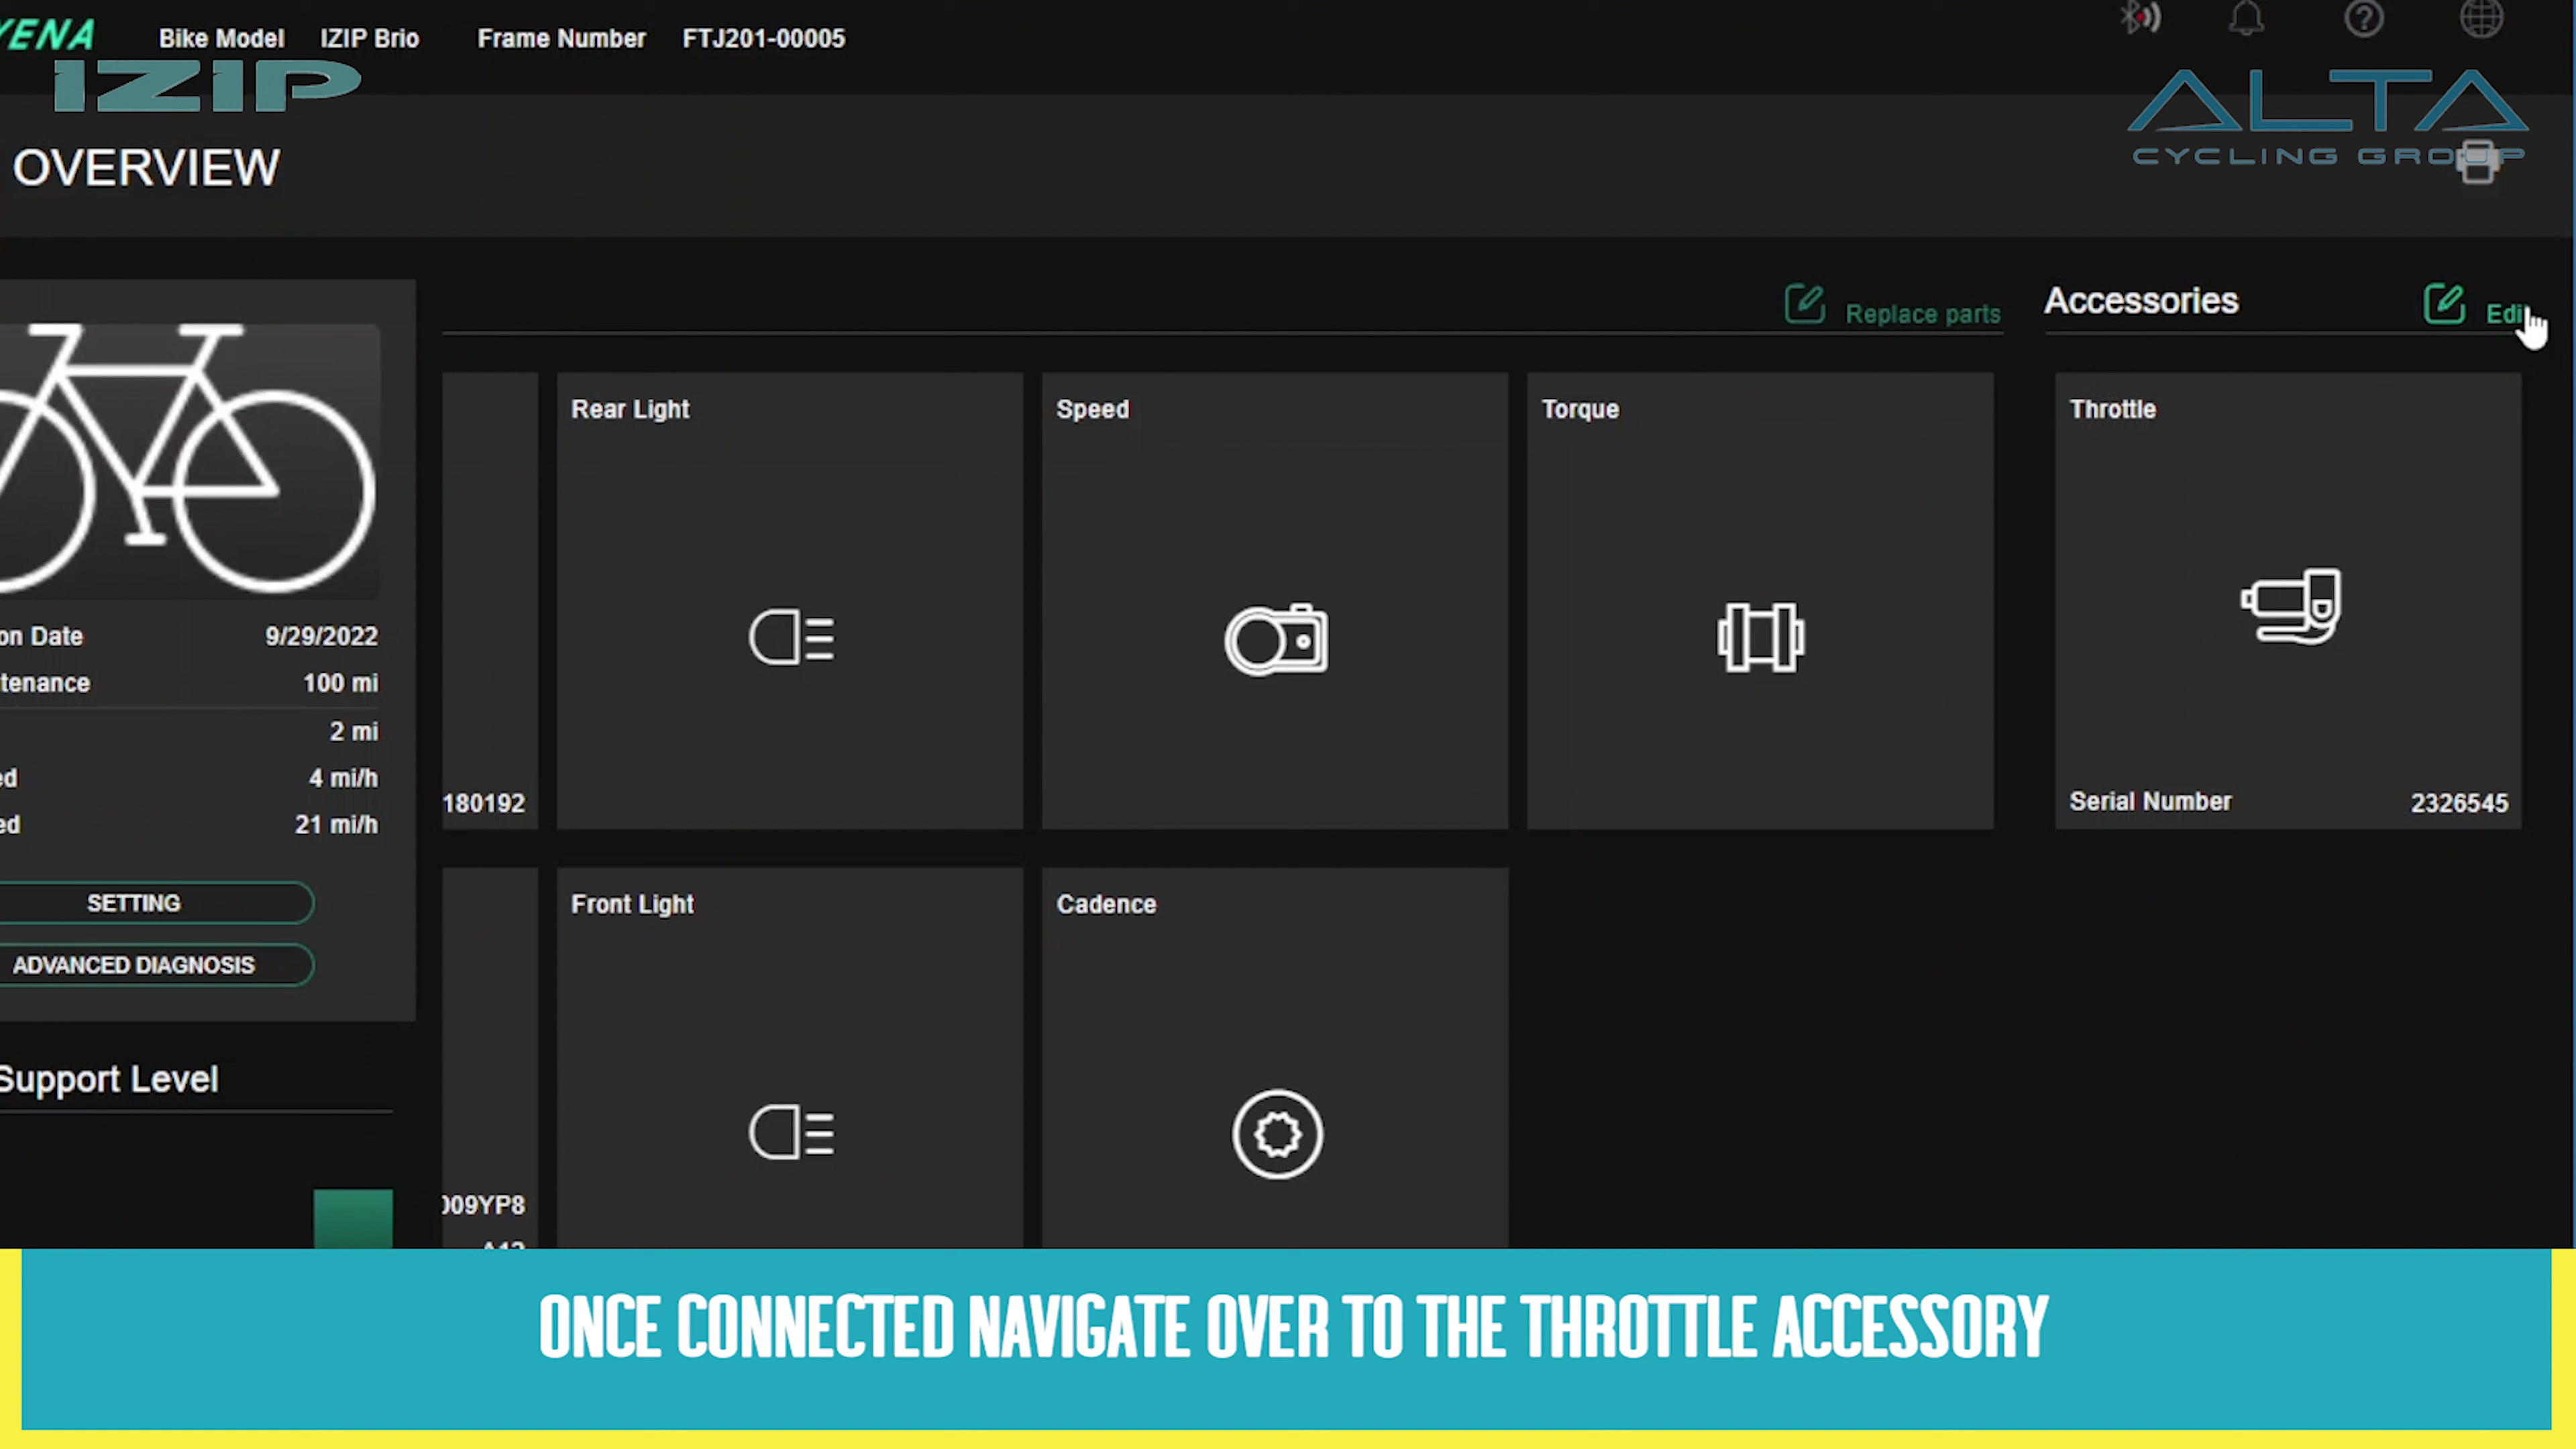 YENA
Bike Model IZIP Brio Frame Number FTJ201-00005
IZIP
ALTA
CYCLING GROUP
OVERVIEW
Replace parts
Accessories
Edi
Rear Light
Speed
Torque
Throttle
on Date 9/29/2022
tenance 100 mi
2 mi
ed 4 mi/h
ed 21 mi/h
180192
Serial Number 2326545
SETTING
ADVANCED DIAGNOSIS
Front Light
Cadence
Support Level
009YP8
ONCE CONNECTED NAVIGATE OVER TO THE THROTTLE ACCESSORY